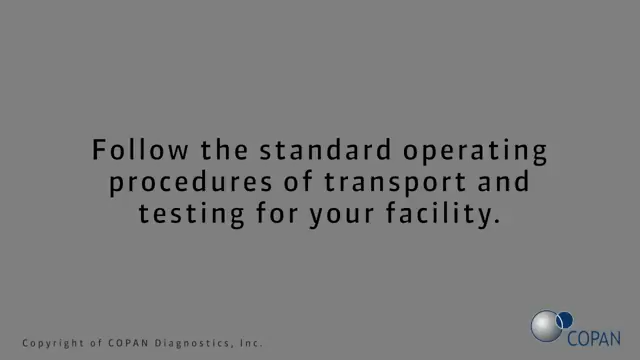 Follow the standard operating
procedures of transport and
testing for your facility.
Copyright of COPAN Diagnostics, Inc.
COPAN